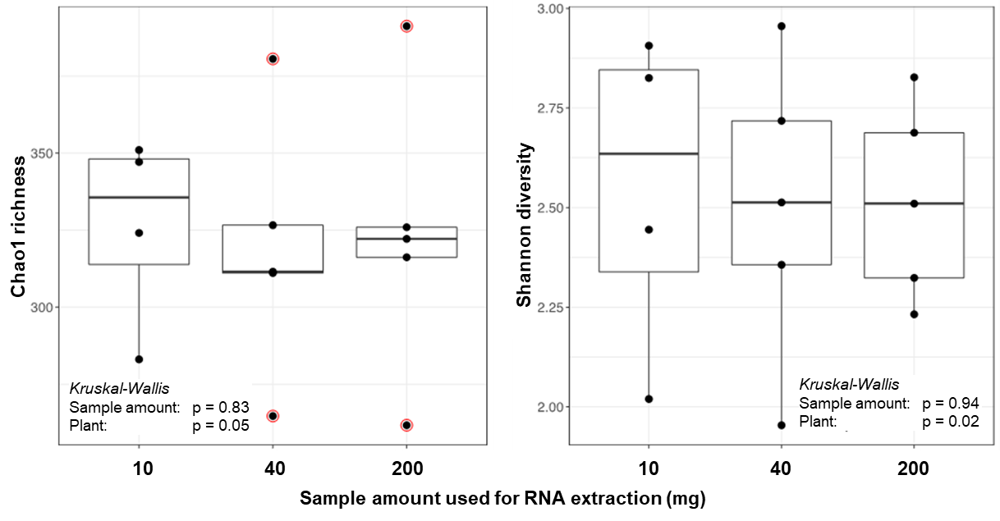 Chao1 richness
350
300
Kruskal-Wallis
Sample amount: p = 0.83
Plant: p = 0.05
10 40 200
Shannon diversity
3.00
2.75
2.50
2.25
2.00
Kruskal-Wallis
Sample amount: p = 0.94
Plant: p = 0.02
10 40 200
Sample amount used for RNA extraction (mg)